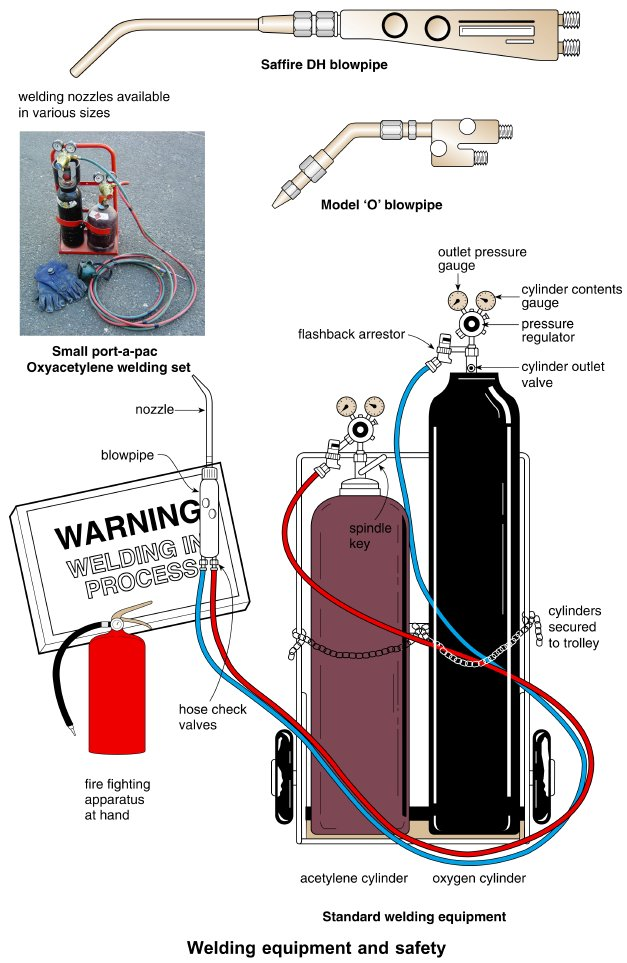 Saffire DH blowpipe
welding nozzles available
in various sizes
Model ‘O’ blowpipe
Small port-a-pac
Oxyacetylene welding set
outlet pressure
gauge
cylinder contents
gauge
flashback arrestor
pressure
regulator
cylinder outlet
valve
nozzle
blowpipe
WARNING
WELDING IN
PROCESS
spindle
key
cylinders
secured
to trolley
hose check
valves
fire fighting
apparatus
at hand
acetylene cylinder
oxygen cylinder
Standard welding equipment
Welding equipment and safety